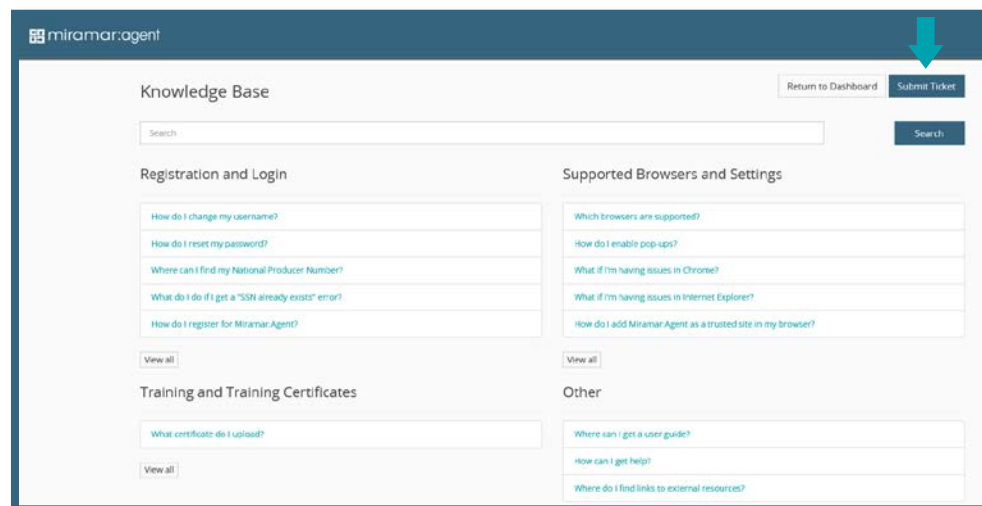 miramar:agent
Knowledge Base
Return to Dashboard
Submit Ticket
Search
Search
Registration and Login
How do I change my username?
How do I reset my password?
Where can I find my National Producer Number?
What do I do if I get a "SSN already exists" error?
How do I register for Miramar:Agent?
View all
Supported Browsers and Settings
Which browsers are supported?
How do I enable pop-ups?
What if I'm having issues in Chrome?
What if I'm having issues in Internet Explorer?
How do I add Miramar:Agent as a trusted site in my browser?
View all
Training and Training Certificates
What certificate do I upload?
View all
Other
Where can I get a user guide?
How can I get help?
Where do I find links to external resources?